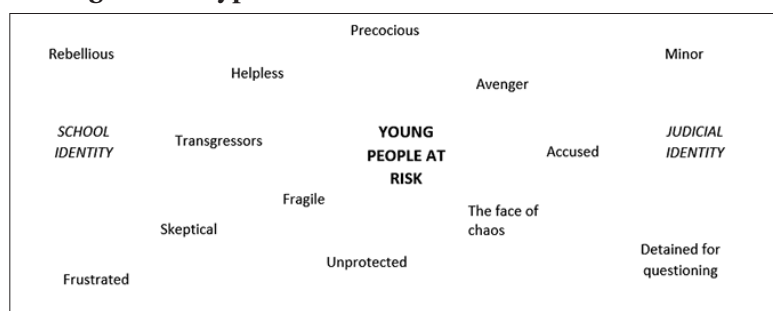 Precocious
Rebellious
Minor
Helpless
Avenger
SCHOOL
IDENTITY
Transgressors
YOUNG
PEOPLE AT
RISK
Accused
JUDICIAL
IDENTITY
Fragile
The face of
chaos
Skeptical
Unprotected
Detained for
questioning
Frustrated